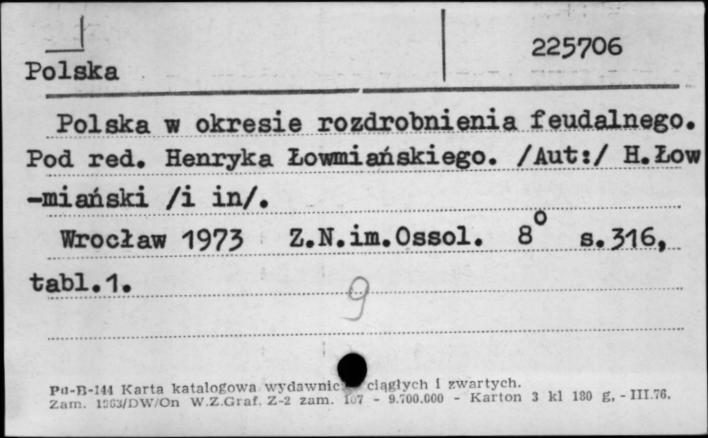 225706
Polska
Polska w okresie rozdrobnienia feudalnego.
Pod red. Henryka Łowmiańskiego. /Aut:/ H.Łow
-miański /i in/.
Wrocław 1973 Z.N.im.Ossol. 8° s.316,
tabl.1.
9
Pu-B-144 Karta katalogowa wydawnic ciągłych i zwartych.
Zam. /DW/On W.Z.Graf. Z-2 zam. 107 - 9.700.000 - Karton 3 kl 180 g, - III.76.